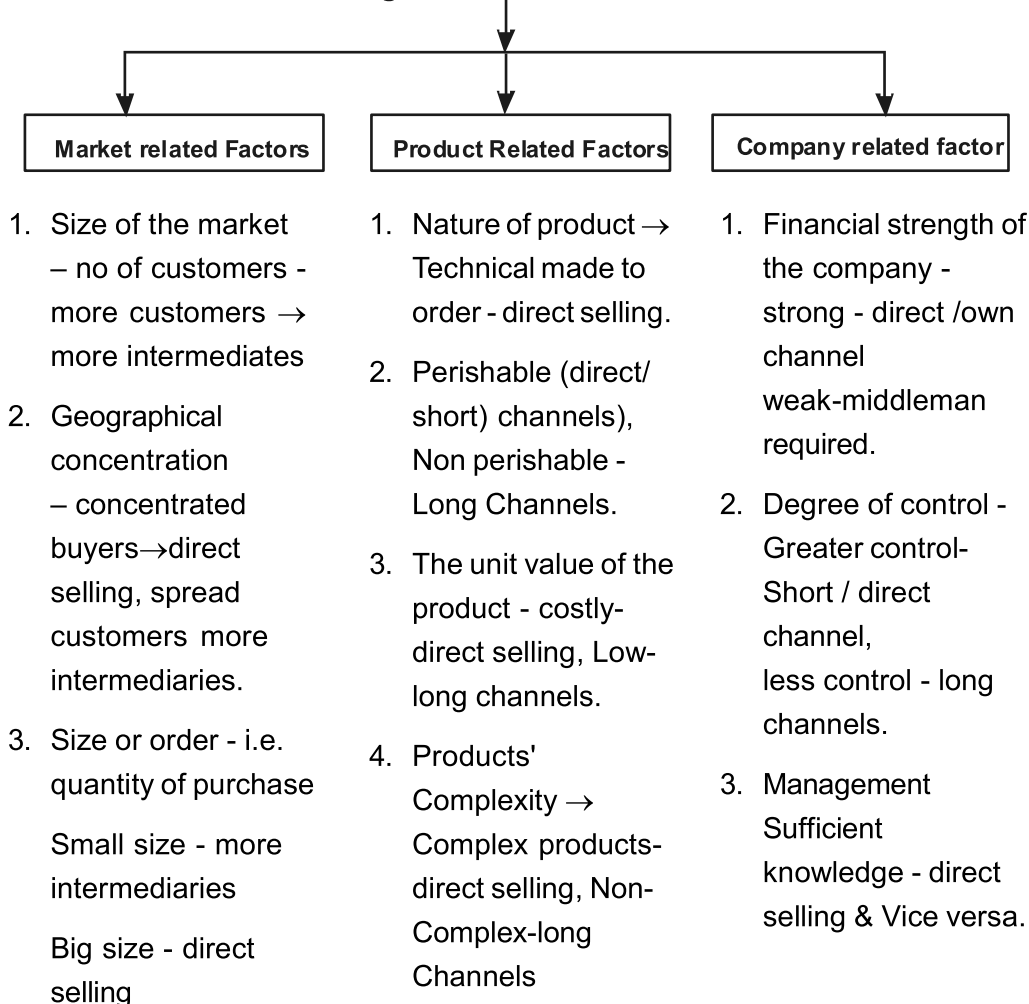 Market related Factors
1. Size of the market
– no of customers -
more customers →
more intermediates
2. Geographical
concentration
– concentrated
buyers→direct
selling, spread
customers more
intermediaries.
3. Size or order - i.e.
quantity of purchase
Small size - more
intermediaries
Big size - direct
selling
Product Related Factors
1. Nature of product →
Technical made to
order - direct selling.
2. Perishable (direct/
short) channels),
Non perishable -
Long Channels.
3. The unit value of the
product - costly-
direct selling, Low-
long channels.
4. Products'
Complexity →
Complex products-
direct selling, Non-
Complex-long
Channels
Company related factor
1. Financial strength of
the company -
strong - direct /own
channel
weak-middleman
required.
2. Degree of control -
Greater control-
Short / direct
channel,
less control - long
channels.
3. Management
Sufficient
knowledge - direct
selling & Vice versa.